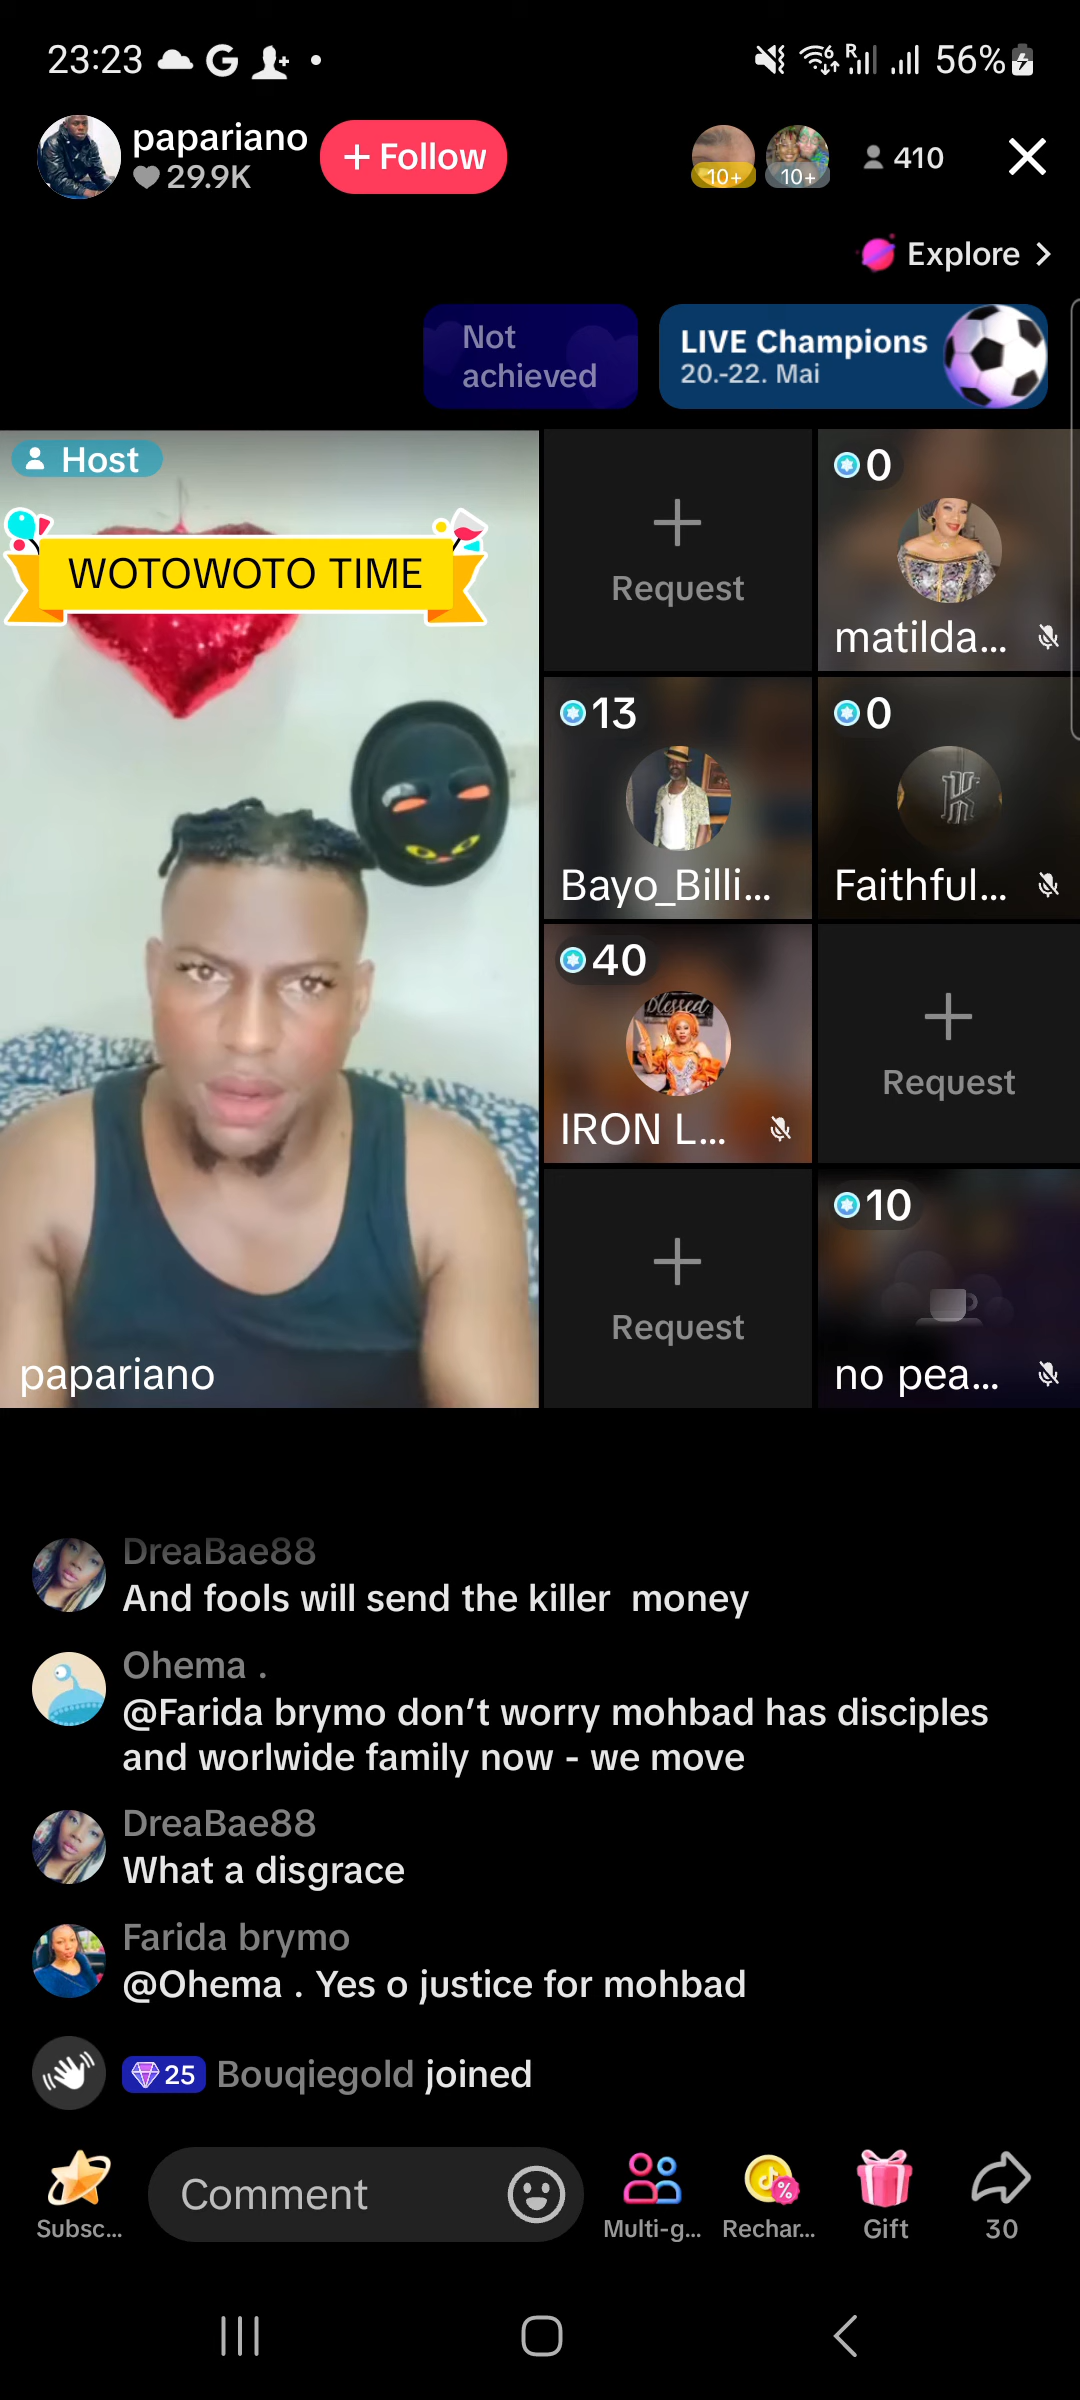 23:23
56%
papariano
29.9K
+ Follow
10+
10+
410
Explore
Not
achieved
LIVE Champions
20.-22. Mai
Host
WOTOWOTO TIME
papariano
Request
0
matilda...
13
Bayo_Billi...
0
Faithful...
40
Blessed
IRON L...
Request
Request
10
no pea...
DreaBae88
And fools will send the killer money
Ohema .
@Farida brymo don’t worry mohbad has disciples
and worlwide family now - we move
DreaBae88
What a disgrace
Farida brymo
@Ohema . Yes o justice for mohbad
25 Bouqiegold joined
Subsc...
Comment
Multi-g...
Rechar...
Gift
30